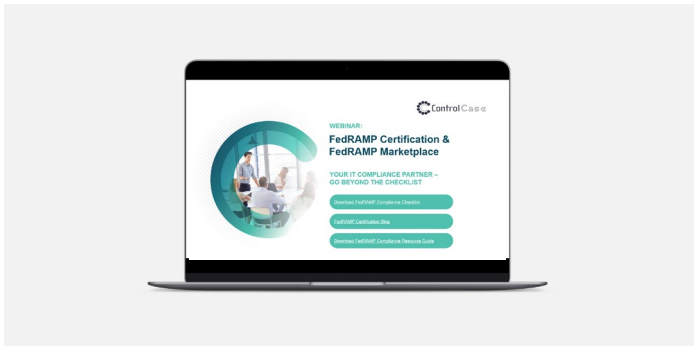 ControlCase
WEBINAR:
FedRAMP Certification &
FedRAMP Marketplace
YOUR IT COMPLIANCE PARTNER –
GO BEYOND THE CHECKLIST
Download FedRAMP Compliance Checklist
FedRAMP Certification Blog
Download FedRAMP Compliance Resource Guide